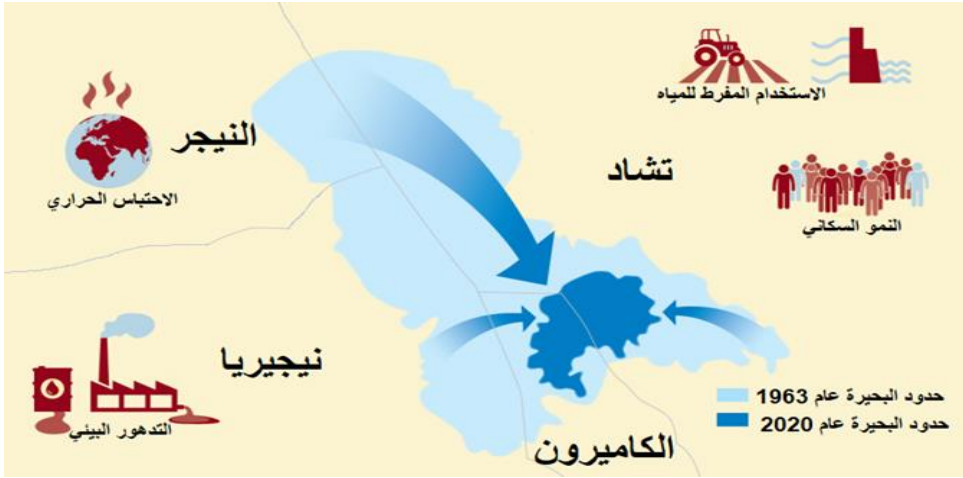 الاستخدام المفرط للمياه
النيجر
تشاد
الاحتباس الحراري
النمو السكاني
نيجيريا
حدود البحيرة عام 1963
حدود البحيرة عام 2020
التدهور البيئي
الكاميرون